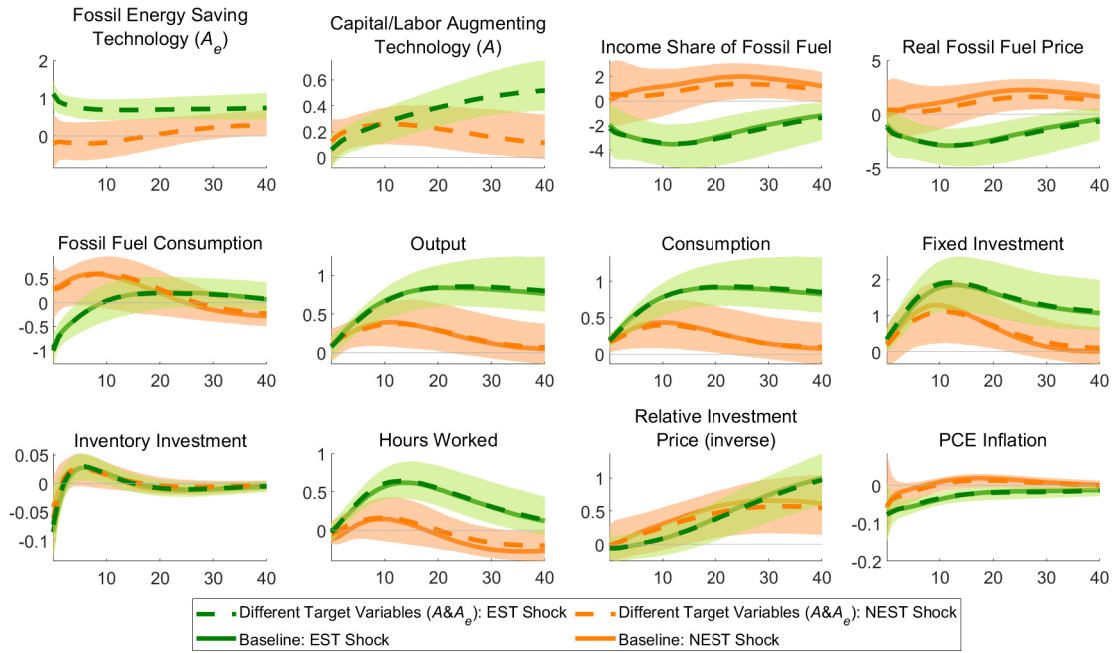 Fossil Energy Saving
Technology (Ae)
Capital/Labor Augmenting
Technology (A)
Income Share of Fossil Fuel
Real Fossil Fuel Price
2
1
0
10 20 30 40
0.6
0.4
0.2
0
10 20 30 40
2
0
-2
-4
10 20 30 40
5
0
-5
10 20 30 40
Fossil Fuel Consumption
Output
Consumption
Fixed Investment
0.5
0
-0.5
-1
10 20 30 40
1
0.5
0
10 20 30 40
1
0.5
0
10 20 30 40
2
1
0
10 20 30 40
Inventory Investment
Hours Worked
Relative Investment
Price (inverse)
PCE Inflation
0.05
0
-0.05
-0.1
10 20 30 40
1
0.5
0
10 20 30 40
1
0.5
0
10 20 30 40
0
-0.1
-0.2
10 20 30 40
Different Target Variables (A&Ae): EST Shock
Different Target Variables (A&Ae): NEST Shock
Baseline: EST Shock
Baseline: NEST Shock